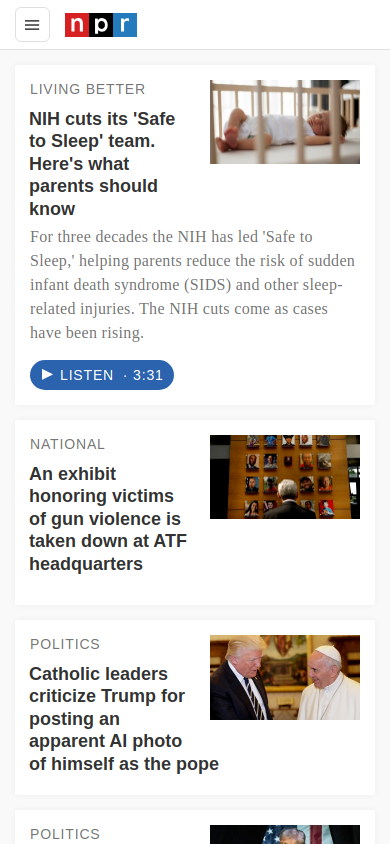 npr
LIVING BETTER
NIH cuts its 'Safe
to Sleep' team.
Here's what
parents should
know
For three decades the NIH has led 'Safe to
Sleep,' helping parents reduce the risk of sudden
infant death syndrome (SIDS) and other sleep-
related injuries. The NIH cuts come as cases
have been rising.
LISTEN · 3:31
NATIONAL
An exhibit
honoring victims
of gun violence is
taken down at ATF
headquarters
POLITICS
Catholic leaders
criticize Trump for
posting an
apparent AI photo
of himself as the pope
POLITICS